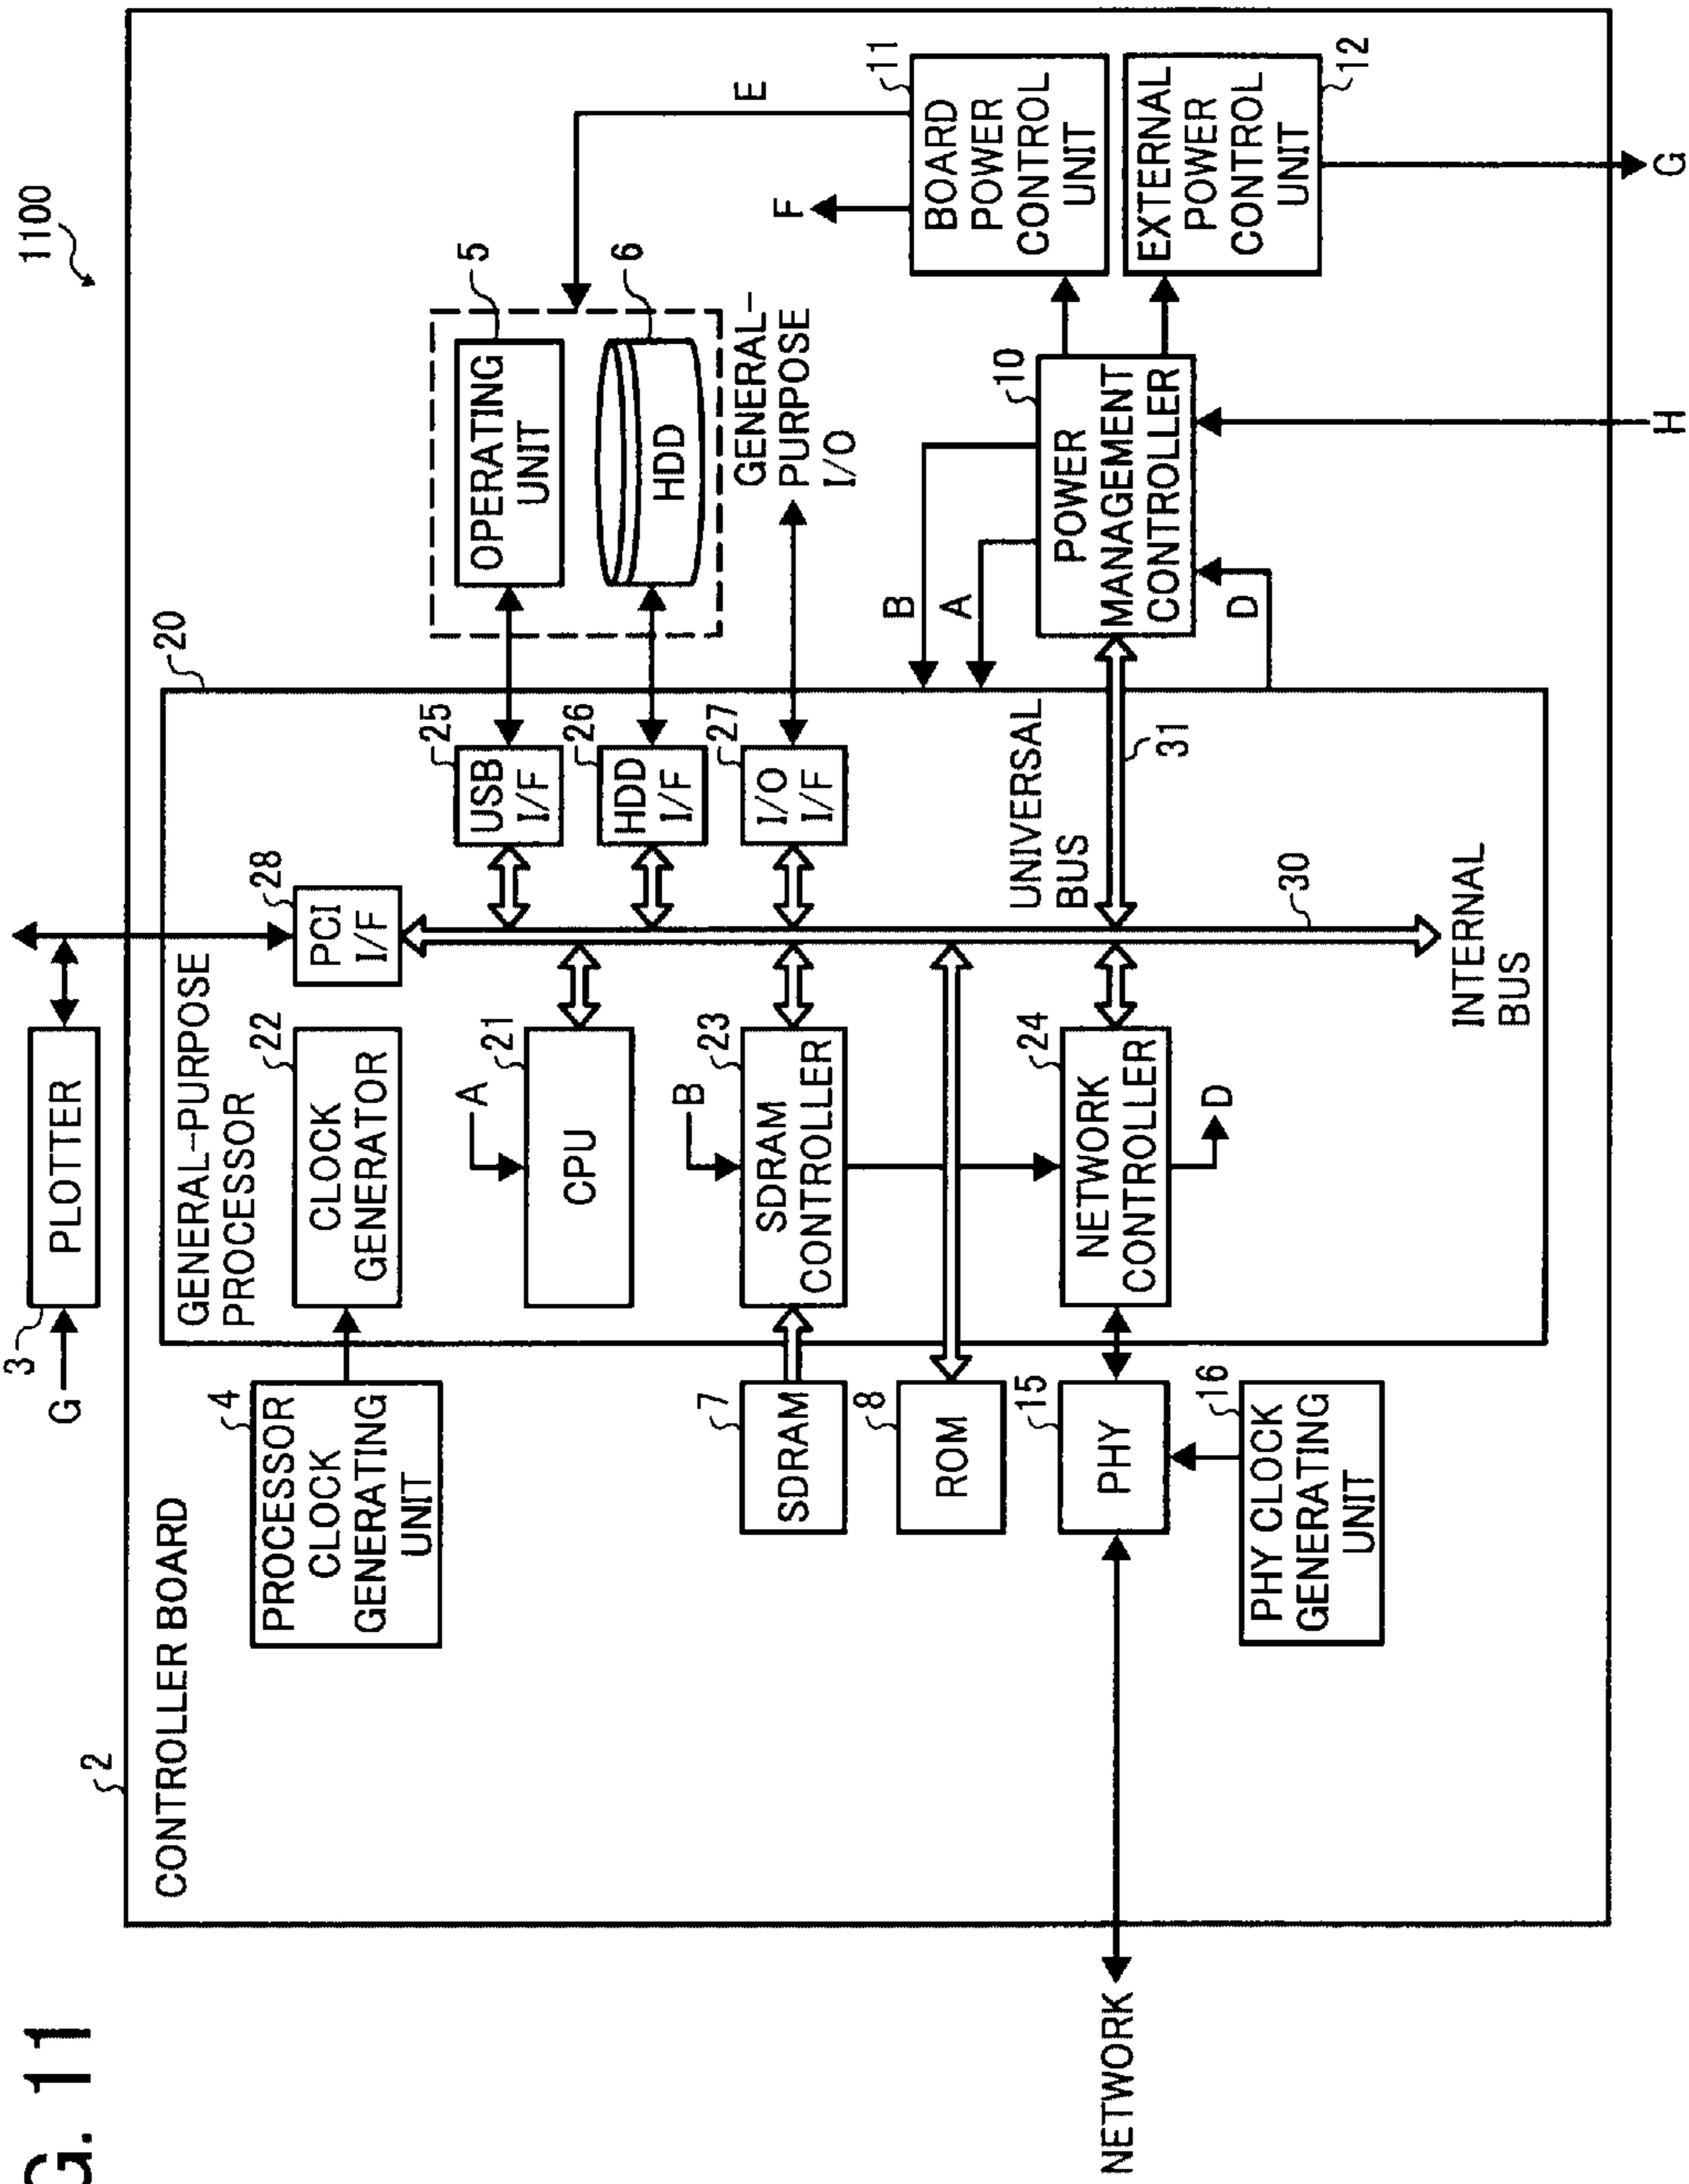 G. 11
1100
3
G
PLOTTER
2
CONTROLLER BOARD
20
GENERAL-PURPOSE
PROCESSOR
4
PROCESSOR
CLOCK
GENERATING
UNIT
22
CLOCK
GENERATOR
28
PCI
I/F
A
21
CPU
25
USB
I/F
5
OPERATING
UNIT
E
26
HDD
I/F
6
HDD
7
SDRAM
B
23
SDRAM
CONTROLLER
27
I/O
I/F
GENERAL-
PURPOSE
I/O
F
8
ROM
B
A
11
BOARD
POWER
CONTROL
UNIT
UNIVERSAL
BUS
31
10
POWER
MANAGEMENT
CONTROLLER
NETWORK
15
PHY
24
NETWORK
CONTROLLER
D
D
12
EXTERNAL
POWER
CONTROL
UNIT
16
PHY CLOCK
GENERATING
UNIT
30
INTERNAL
BUS
H
G